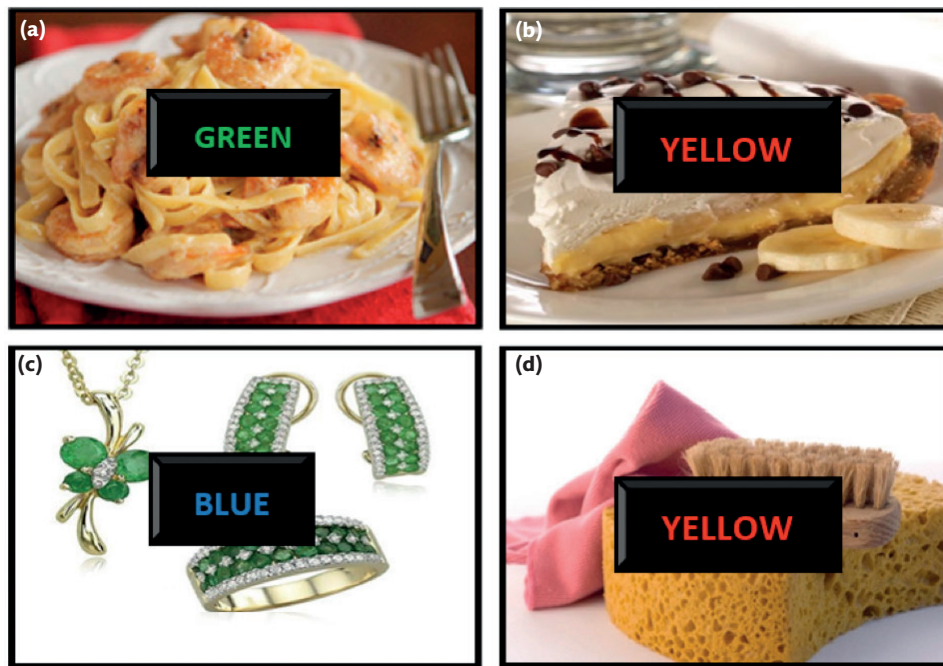 (a)
GREEN
(b)
YELLOW
(c)
BLUE
(d)
YELLOW